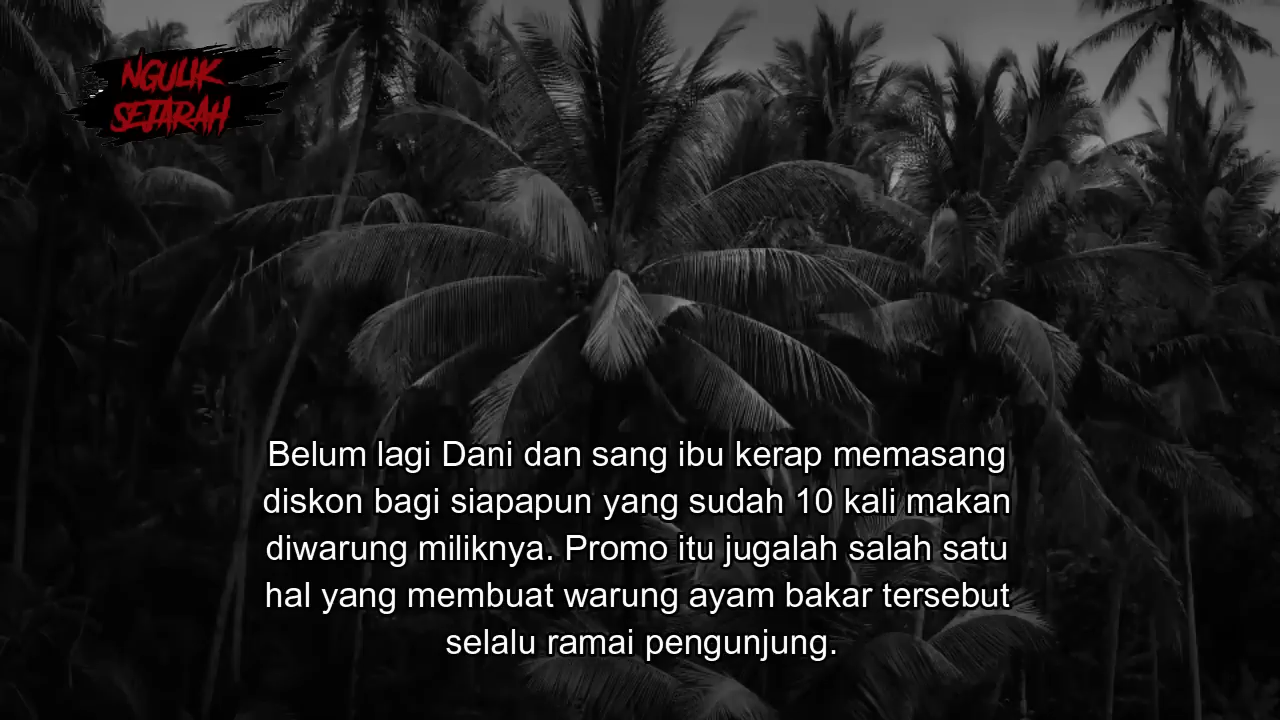 NGULIK
SEJARAH
Belum lagi Dani dan sang ibu kerap memasang
diskon bagi siapapun yang sudah 10 kali makan
diwarung miliknya. Promo itu jugalah salah satu
hal yang membuat warung ayam bakar tersebut
selalu ramai pengunjung.